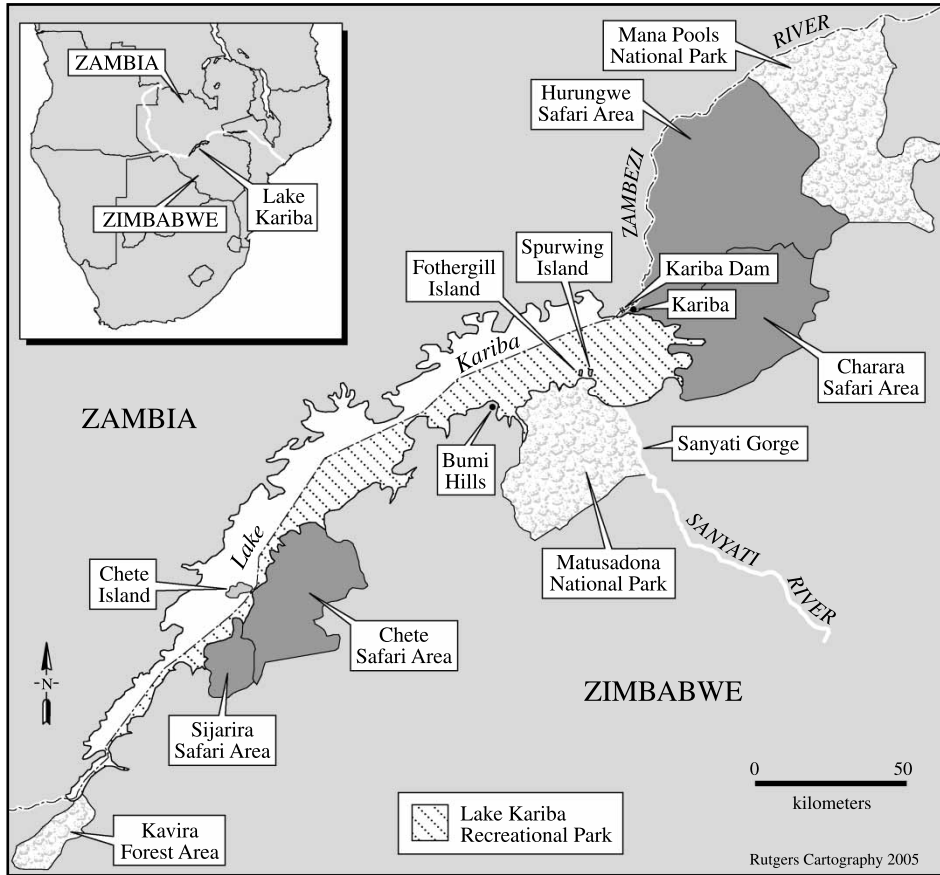 ZAMBIA
ZIMBABWE
Lake
Kariba
Mana Pools
National Park
RIVER
Hurungwe
Safari Area
ZAMBEZI
Spurwing
Island
Fothergill
Island
Kariba Dam
Kariba
Kariba
Charara
Safari Area
ZAMBIA
Bumi
Hills
Sanyati Gorge
Lake
SANYATI
RIVER
Matusadona
National Park
Chete
Island
Chete
Safari Area
N
ZIMBABWE
Sijarira
Safari Area
0 50
kilometers
Kavira
Forest Area
Lake Kariba
Recreational Park
Rutgers Cartography 2005